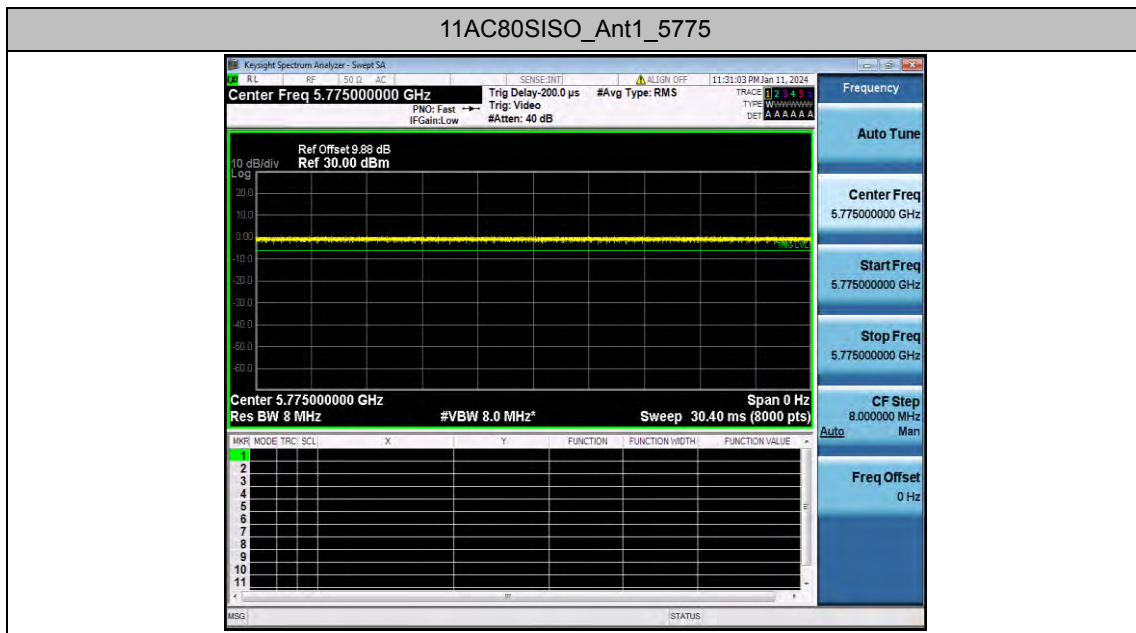 11AC80SISO_Ant1_5775
Keysight Spectrum Analyzer - Swept SA
RL RF 50 Ω AC SENSE:INT ALIGN OFF 11:31:03 PM Jan 11, 2024
Center Freq 5.775000000 GHz
PNO: Fast
IFGain:Low
Trig Delay-200.0 µs
Trig: Video
#Atten: 40 dB
#Avg Type: RMS
TRACE 1 2 3 4 5 6
TYPE W
DET A A A A A A
Ref Offset 9.88 dB
10 dB/div Ref 30.00 dBm
Log
20.0
10.0
0.00
TRIG LVL
-10.0
-20.0
-30.0
-40.0
-50.0
-60.0
Center 5.775000000 GHz Span 0 Hz
Res BW 8 MHz #VBW 8.0 MHz* Sweep 30.40 ms (8000 pts)
MKR MODE TRC SCL X Y FUNCTION FUNCTION WIDTH FUNCTION VALUE
1
2
3
4
5
6
7
8
9
10
11
MSG STATUS
Frequency
Auto Tune
Center Freq
5.775000000 GHz
Start Freq
5.775000000 GHz
Stop Freq
5.775000000 GHz
CF Step
8.000000 MHz
Auto Man
Freq Offset
0 Hz